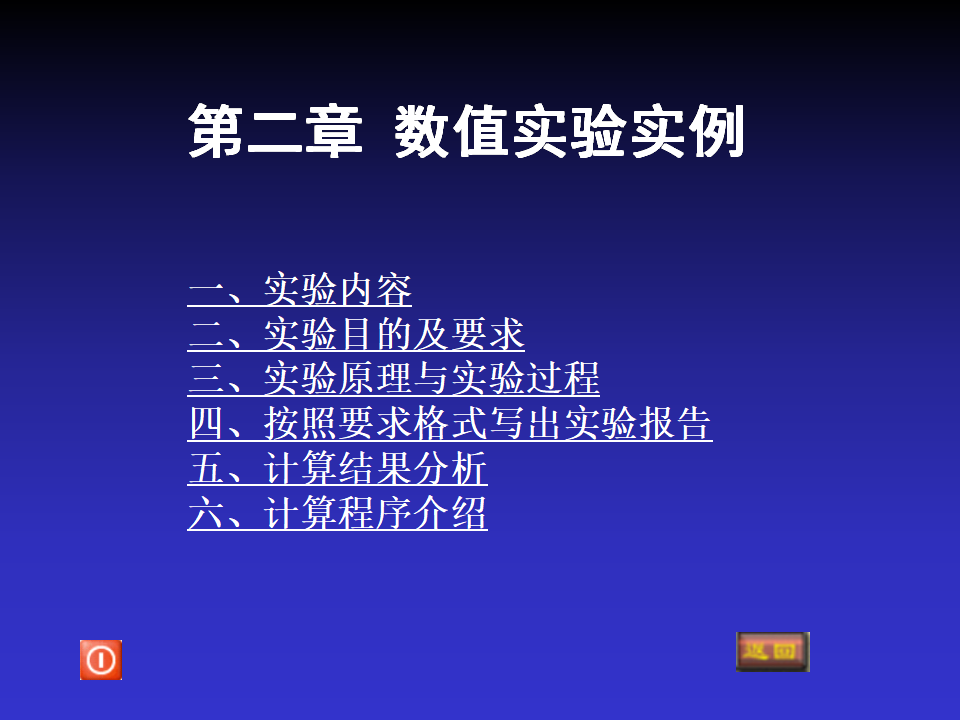 第二章 数值实验实例
一、实验内容
二、实验目的及要求
三、实验原理与实验过程
四、按照要求格式写出实验报告
五、计算结果分析
六、计算程序介绍
返回